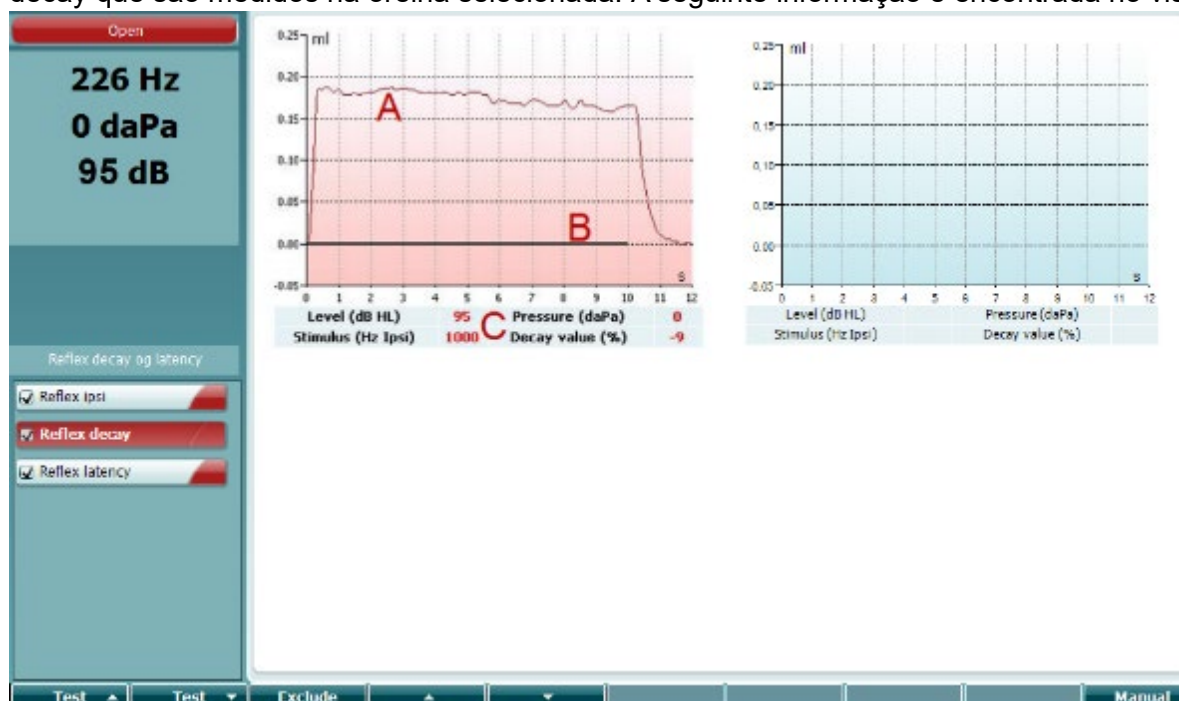 decay que são medidos na orelha selecionada. A seguinte informação é encontrada no vis
Open
226 Hz
0 daPa
95 dB
Reflex decay og latency
Reflex ipsi
Reflex decay
Reflex latency
0.25 ml
0.20
0.15
0.10
0.05
0.00
-0.05
A
B
s
0 1 2 3 4 5 6 7 8 9 10 11 12
Level (dB HL) 95 C Pressure (daPa) 0
Stimulus (Hz Ipsi) 1000 Decay value (%) -9
0.25 ml
0.20
0.15
0.10
0.05
0.00
-0.05
s
0 1 2 3 4 5 6 7 8 9 10 11 12
Level (dB HL) Pressure (daPa)
Stimulus (Hz Ipsi) Decay value (%)
Test Test Exclude Manual